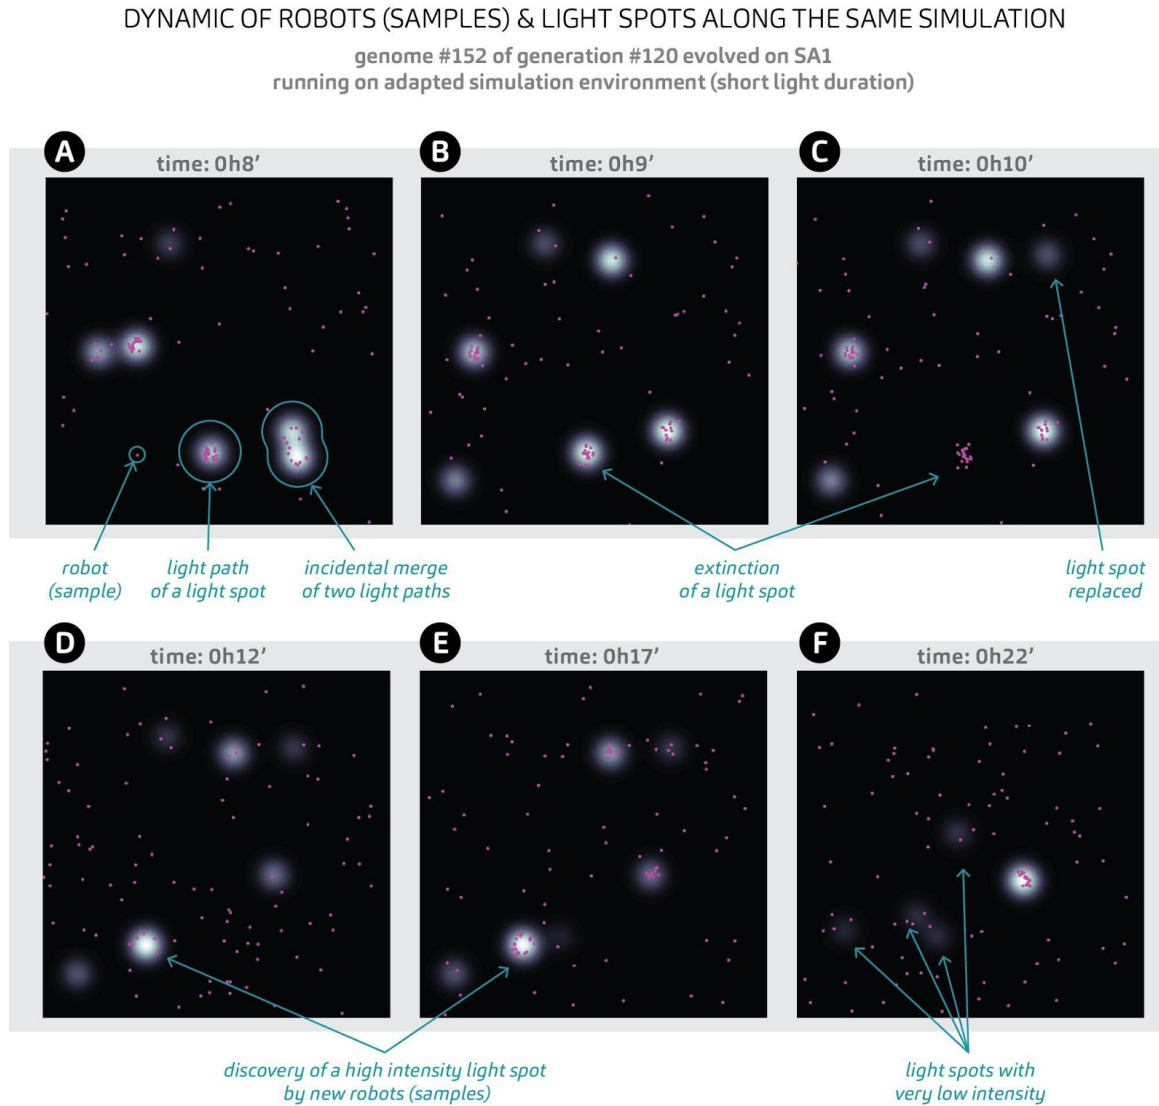 DYNAMIC OF ROBOTS (SAMPLES) & LIGHT SPOTS ALONG THE SAME SIMULATION
genome #152 of generation #120 evolved on SA1
running on adapted simulation environment (short light duration)
A
time: 0h8’
B
time: 0h9’
C
time: 0h10’
robot
(sample)
light path
of a light spot
incidental merge
of two light paths
extinction
of a light spot
light spot
replaced
D
time: 0h12’
E
time: 0h17’
F
time: 0h22’
discovery of a high intensity light spot
by new robots (samples)
light spots with
very low intensity